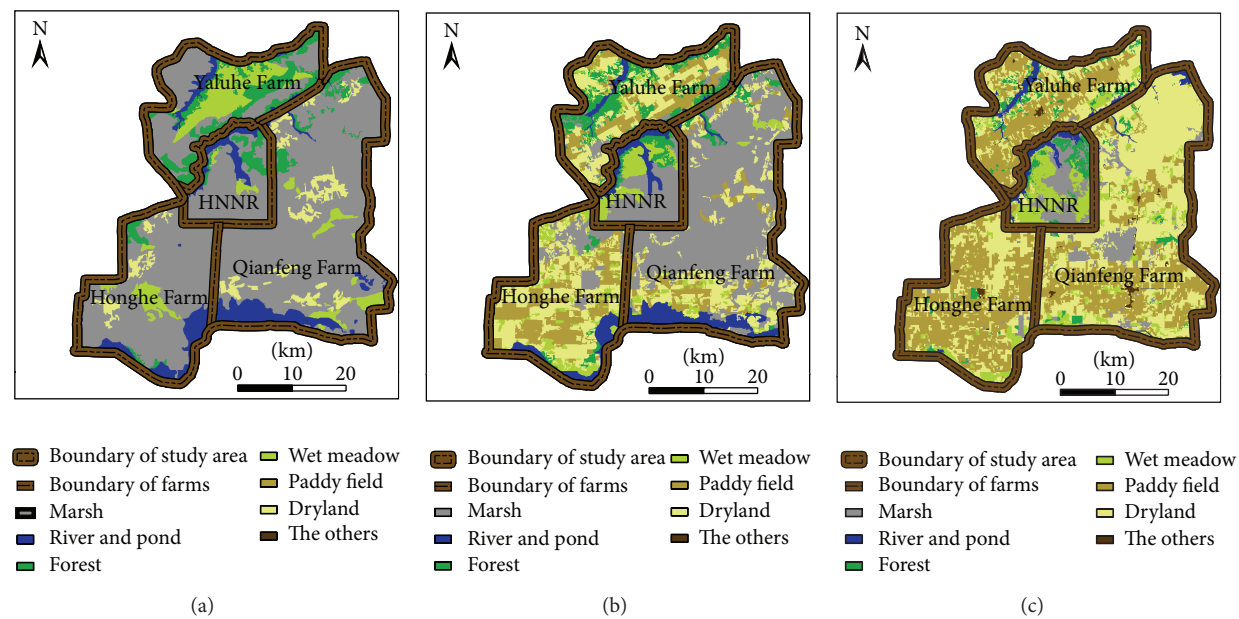 N
Yaluhe Farm
HNNR
Qianfeng Farm
Honghe Farm
(km)
0 10 20
Boundary of study area
Boundary of farms
Marsh
River and pond
Forest
Wet meadow
Paddy field
Dryland
The others
(a)
N
Yaluhe Farm
HNNR
Qianfeng Farm
Honghe Farm
(km)
0 10 20
Boundary of study area
Boundary of farms
Marsh
River and pond
Forest
Wet meadow
Paddy field
Dryland
The others
(b)
N
Yaluhe Farm
HNNR
Qianfeng Farm
Honghe Farm
(km)
0 10 20
Boundary of study area
Boundary of farms
Marsh
River and pond
Forest
Wet meadow
Paddy field
Dryland
The others
(c)